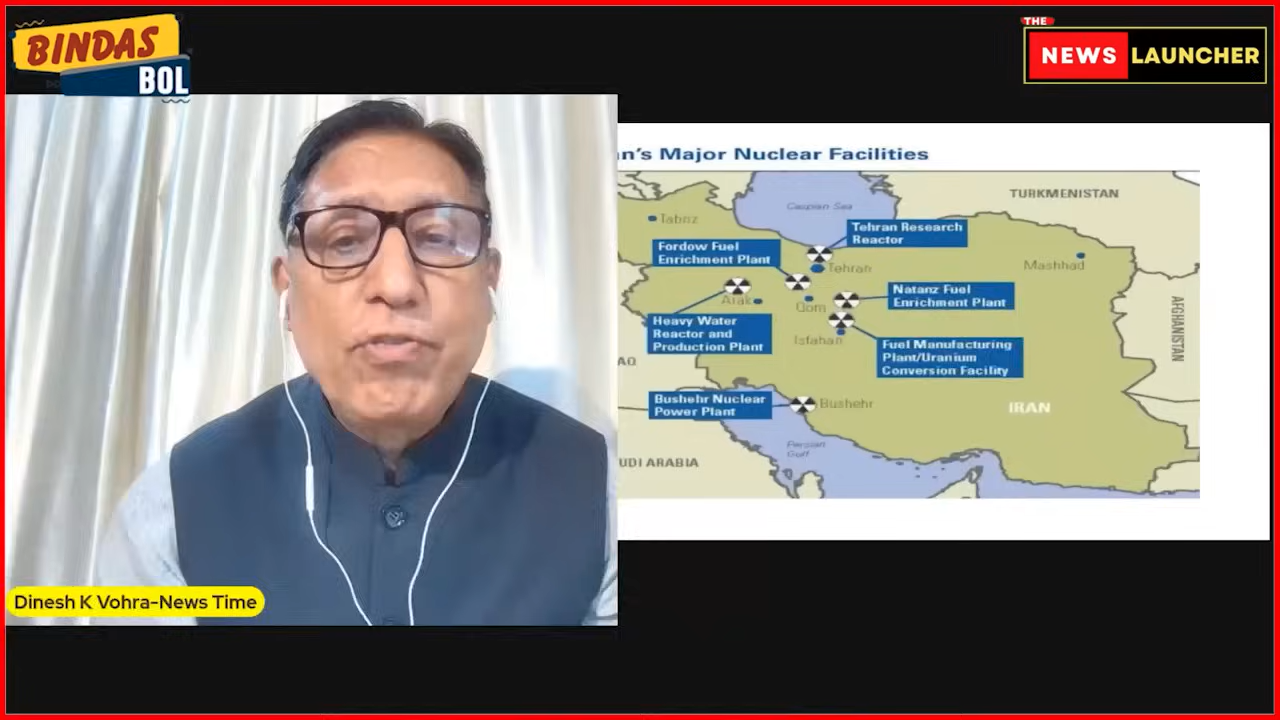 BINDAS
BOL
THE
NEWS LAUNCHER
an's Major Nuclear Facilities
TURKMENISTAN
Caspian Sea
Tabriz
Tehran Research
Reactor
Fordow Fuel
Enrichment Plant
Tehran
Mashhad
Natanz Fuel
Enrichment Plant
Arak
Qom
AFGHANISTAN
Heavy Water
Reactor and
Production Plant
Isfahan
Fuel Manufacturing
Plant/Uranium
Conversion Facility
AQ
Bushehr Nuclear
Power Plant
Bushehr
IRAN
Persian
Gulf
UDI ARABIA
Dinesh K Vohra-News Time